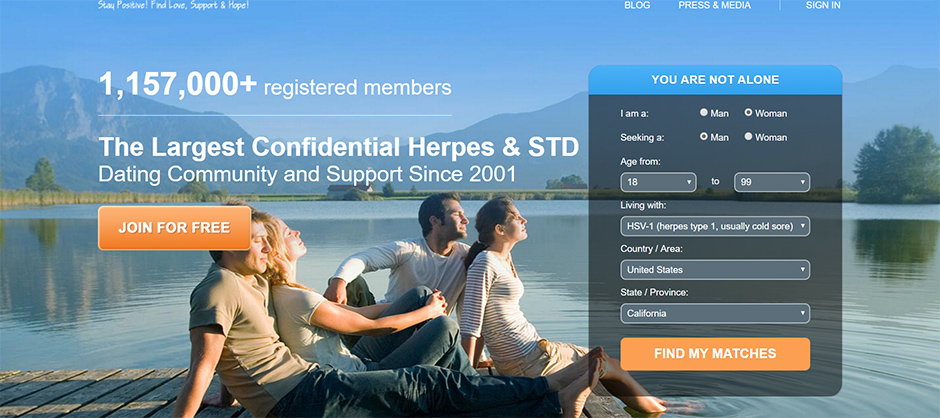 Stay Positive! Find Love, Support & Hope!
BLOG PRESS & MEDIA SIGN IN
1,157,000+ registered members
The Largest Confidential Herpes & STD
Dating Community and Support Since 2001
JOIN FOR FREE
YOU ARE NOT ALONE
I am a: Man Woman
Seeking a: Man Woman
Age from:
18 to 99
Living with:
HSV-1 (herpes type 1, usually cold sore)
Country / Area:
United States
State / Province:
California
FIND MY MATCHES